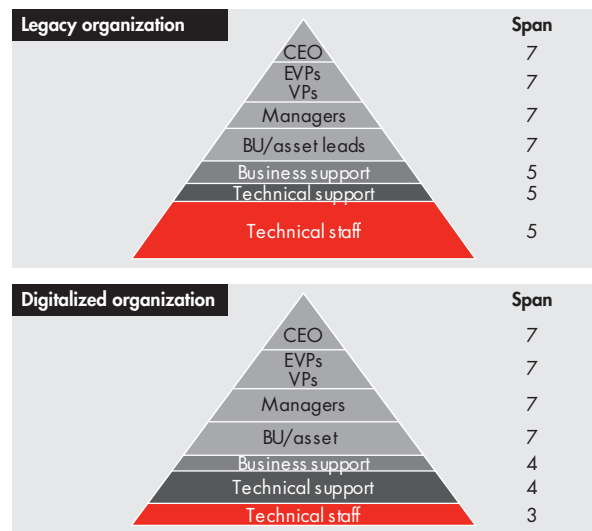 Legacy organization Span
CEO 7
EVPs
VPs 7
Managers 7
BU/asset leads 7
Business support 5
Technical support 5
Technical staff 5
Digitalized organization Span
CEO 7
EVPs
VPs 7
Managers 7
BU/asset 7
Business support 4
Technical support 4
Technical staff 3